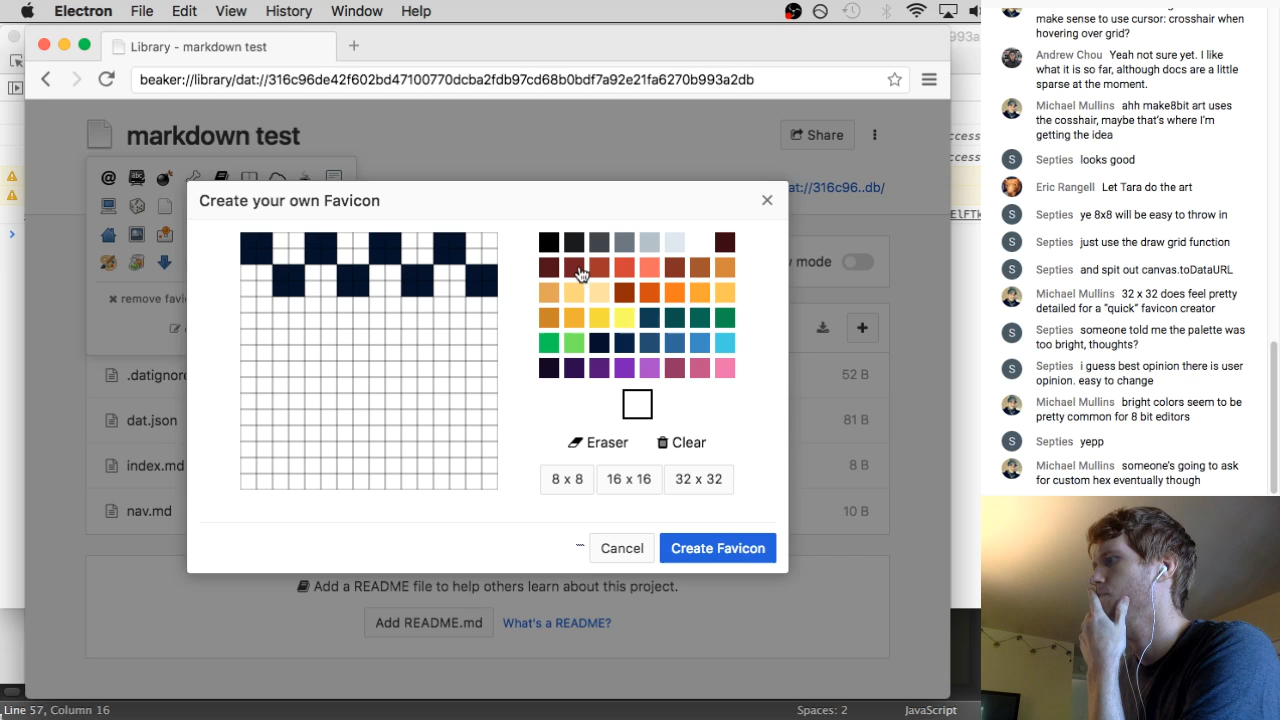 Electron File Edit View History Window Help
993a
Library - markdown test
beaker://library/dat://316c96de42f602bd47100770dcba2fdb97cd68b0bdf7a92e21fa6270b993a2db
markdown test
Share
at://316c96..db/
Create your own Favicon
y mode
remove favi
.datignore
52 B
dat.json
81 B
index.md
8 B
nav.md
10 B
Eraser
Clear
8 x 8
16 x 16
32 x 32
Cancel
Create Favicon
Add a README file to help others learn about this project.
Add README.md
What's a README?
ccess
ccess
Line 57, Column 16
Spaces: 2
JavaScript
make sense to use cursor: crosshair when
hovering over grid?
Andrew Chou Yeah not sure yet. I like
what it is so far, although docs are a little
sparse at the moment.
Michael Mullins ahh make8bit art uses
the cosshair, maybe that's where I'm
getting the idea
Septies looks good
Eric Rangell Let Tara do the art
Septies ye 8x8 will be easy to throw in
Septies just use the draw grid function
Septies and spit out canvas.toDataURL
Michael Mullins 32 x 32 does feel pretty
detailed for a "quick" favicon creator
Septies someone told me the palette was
too bright, thoughts?
Septies i guess best opinion there is user
opinion. easy to change
Michael Mullins bright colors seem to be
pretty common for 8 bit editors
Septies yepp
Michael Mullins someone's going to ask
for custom hex eventually though